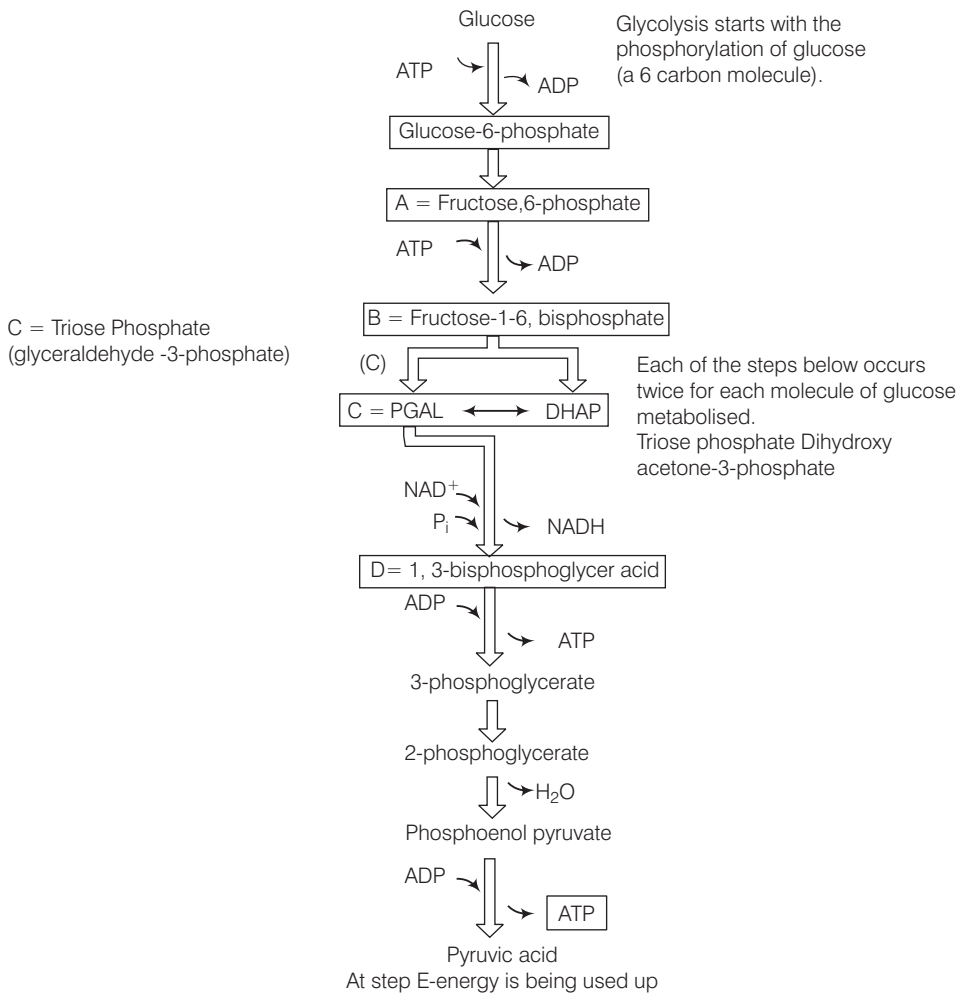 Glucose
Glycolysis starts with the
phosphorylation of glucose
(a 6 carbon molecule).
ATP
ADP
Glucose-6-phosphate
A = Fructose,6-phosphate
ATP
ADP
B = Fructose-1-6, bisphosphate
C = Triose Phosphate
(glyceraldehyde -3-phosphate)
(C)
Each of the steps below occurs
twice for each molecule of glucose
metabolised.
Triose phosphate Dihydroxy
acetone-3-phosphate
C = PGAL DHAP
NAD+
Pi
NADH
D= 1, 3-bisphosphoglycer acid
ADP
ATP
3-phosphoglycerate
2-phosphoglycerate
H2O
Phosphoenol pyruvate
ADP
ATP
Pyruvic acid
At step E-energy is being used up